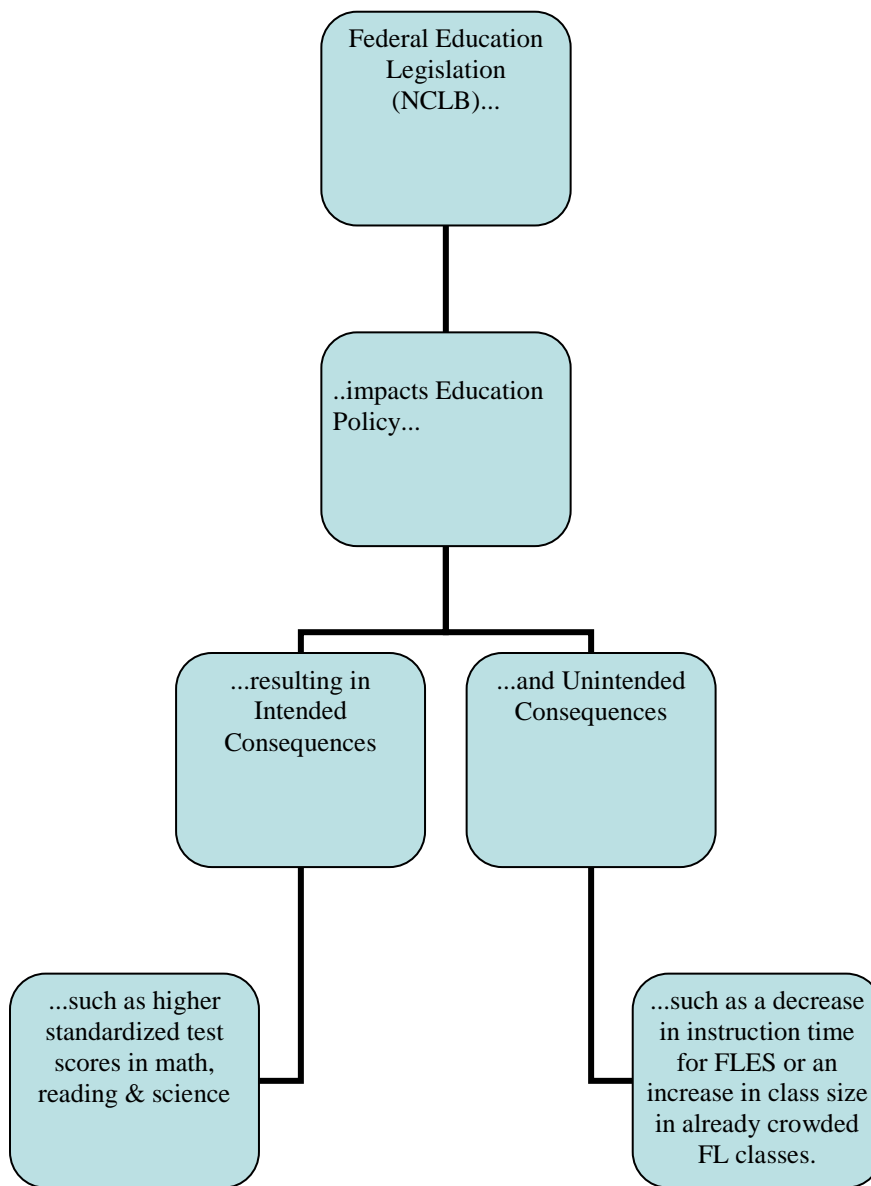 Federal Education
Legislation
(NCLB)...
..impacts Education
Policy...
...resulting in
Intended
Consequences
...and Unintended
Consequences
...such as higher
standardized test
scores in math,
reading & science
...such as a decrease
in instruction time
for FLES or an
increase in class size
in already crowded
FL classes.